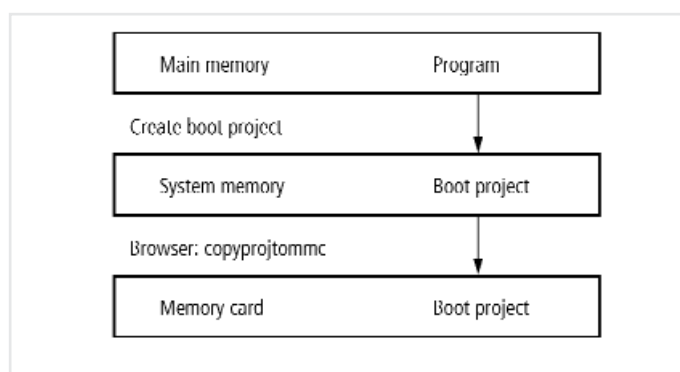 Main memory Program
Create boot project
System memory Boot project
Browser: copyprojtommc
Memory card Boot project